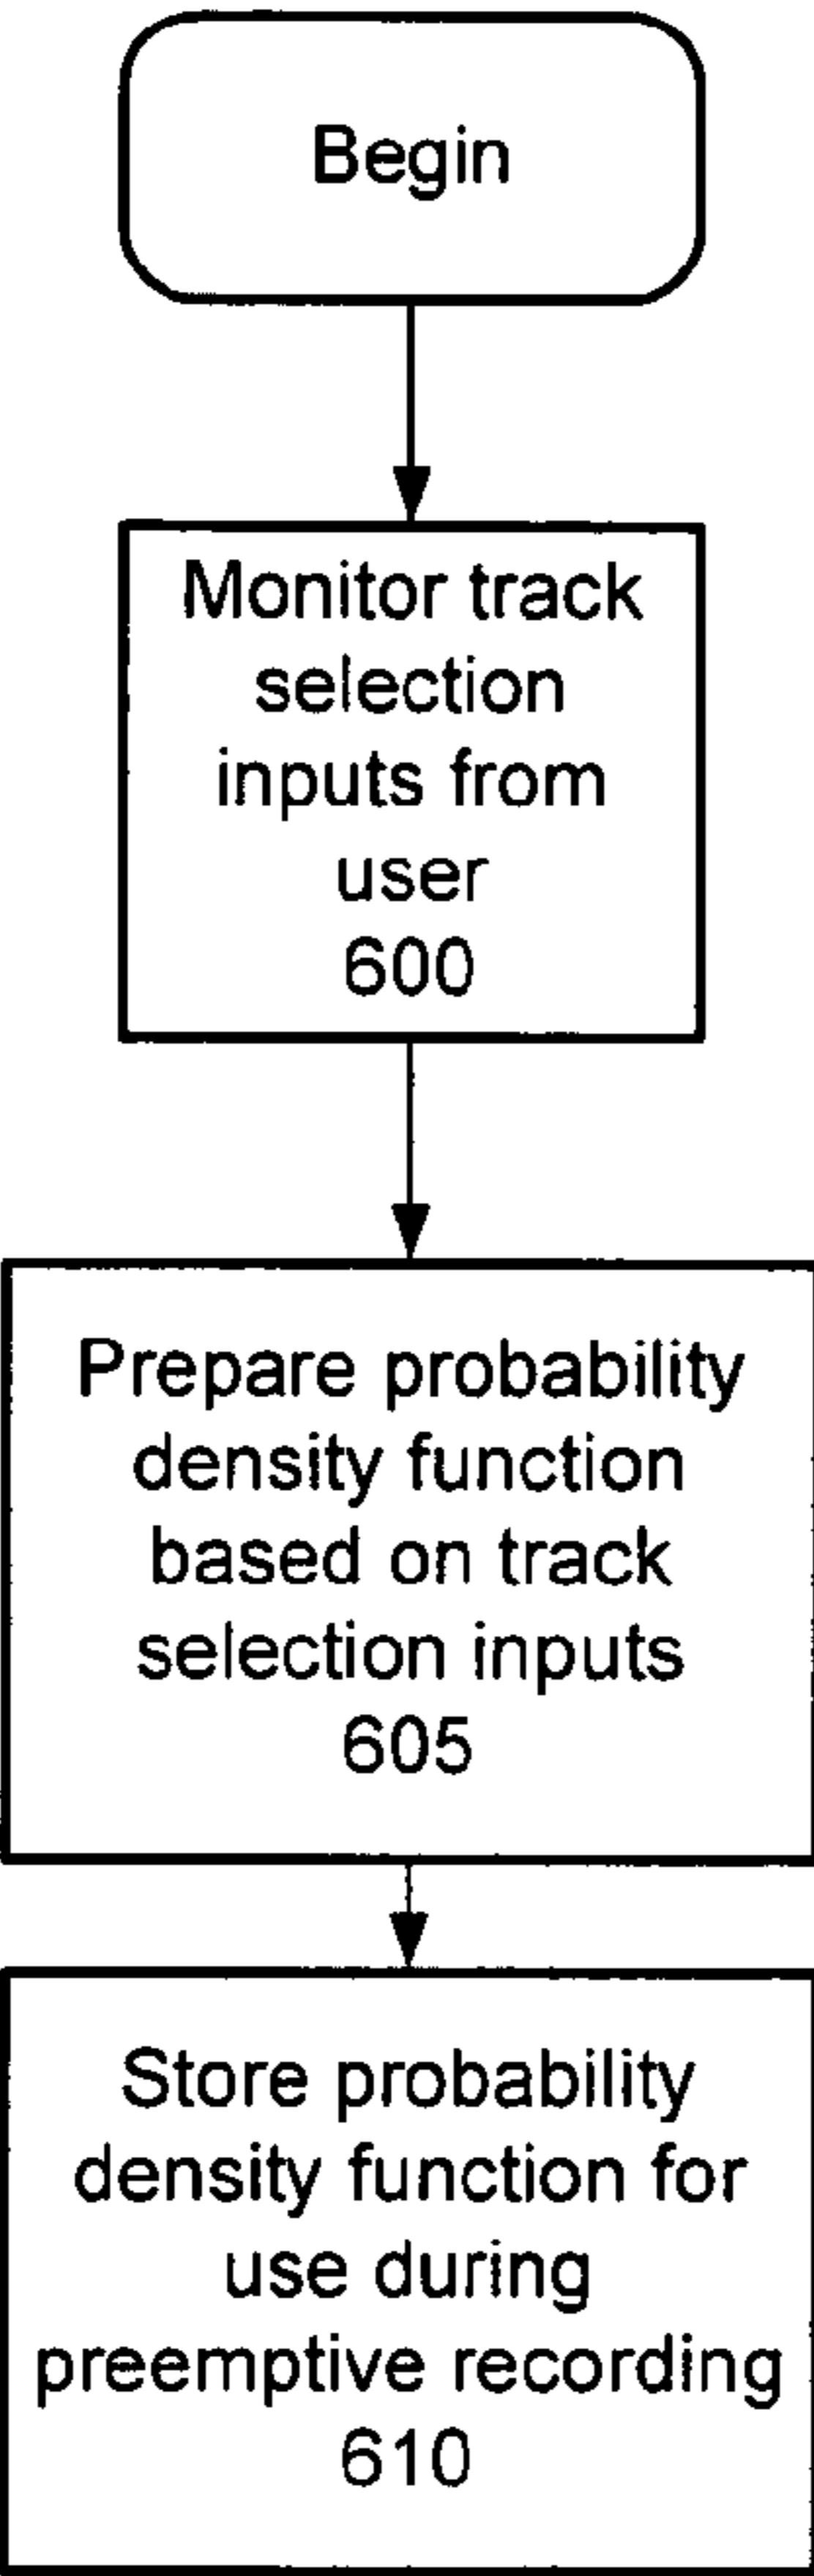 Begin
Monitor track
selection
inputs from
user
600
Prepare probability
density function
based on track
selection inputs
605
Store probability
density function for
use during
preemptive recording
610